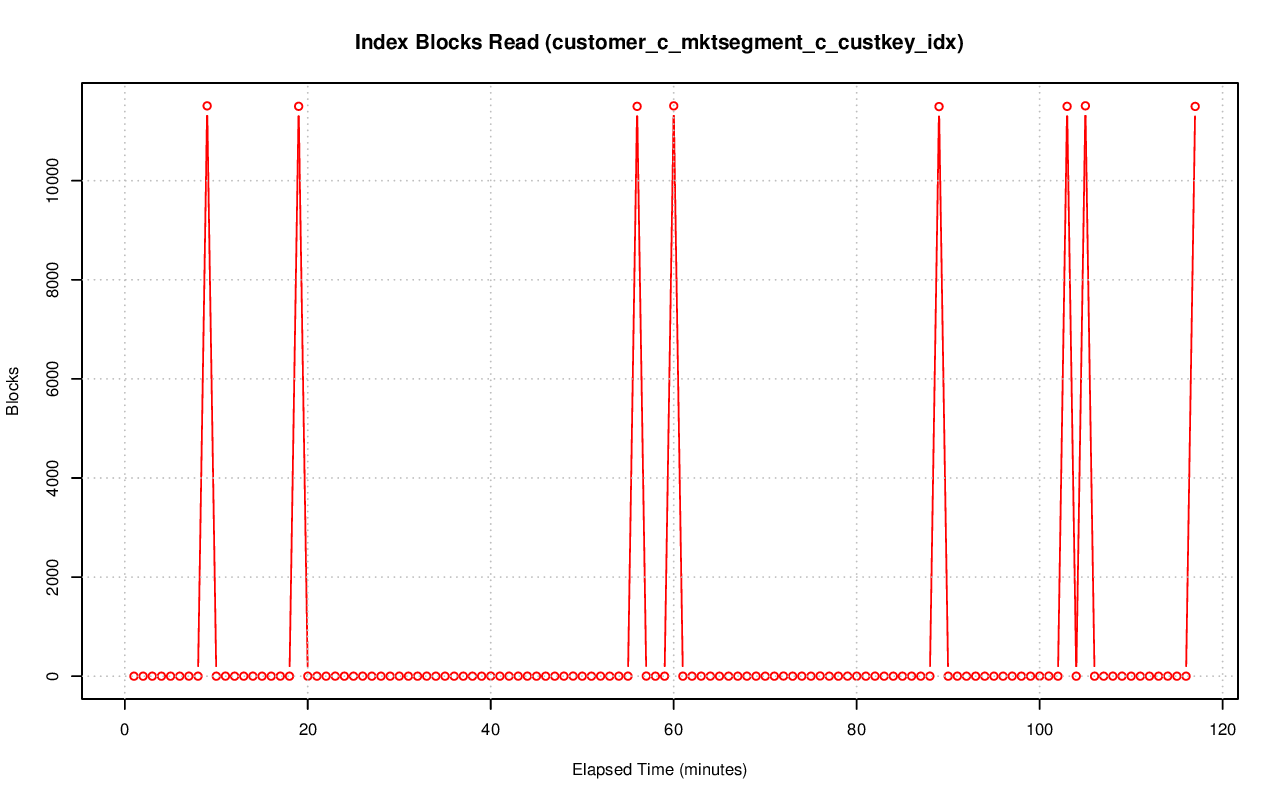 Index Blocks Read (customer_c_mktsegment_c_custkey_idx)
Blocks
10000
8000
6000
4000
2000
0
0 20 40 60 80 100 120
Elapsed Time (minutes)